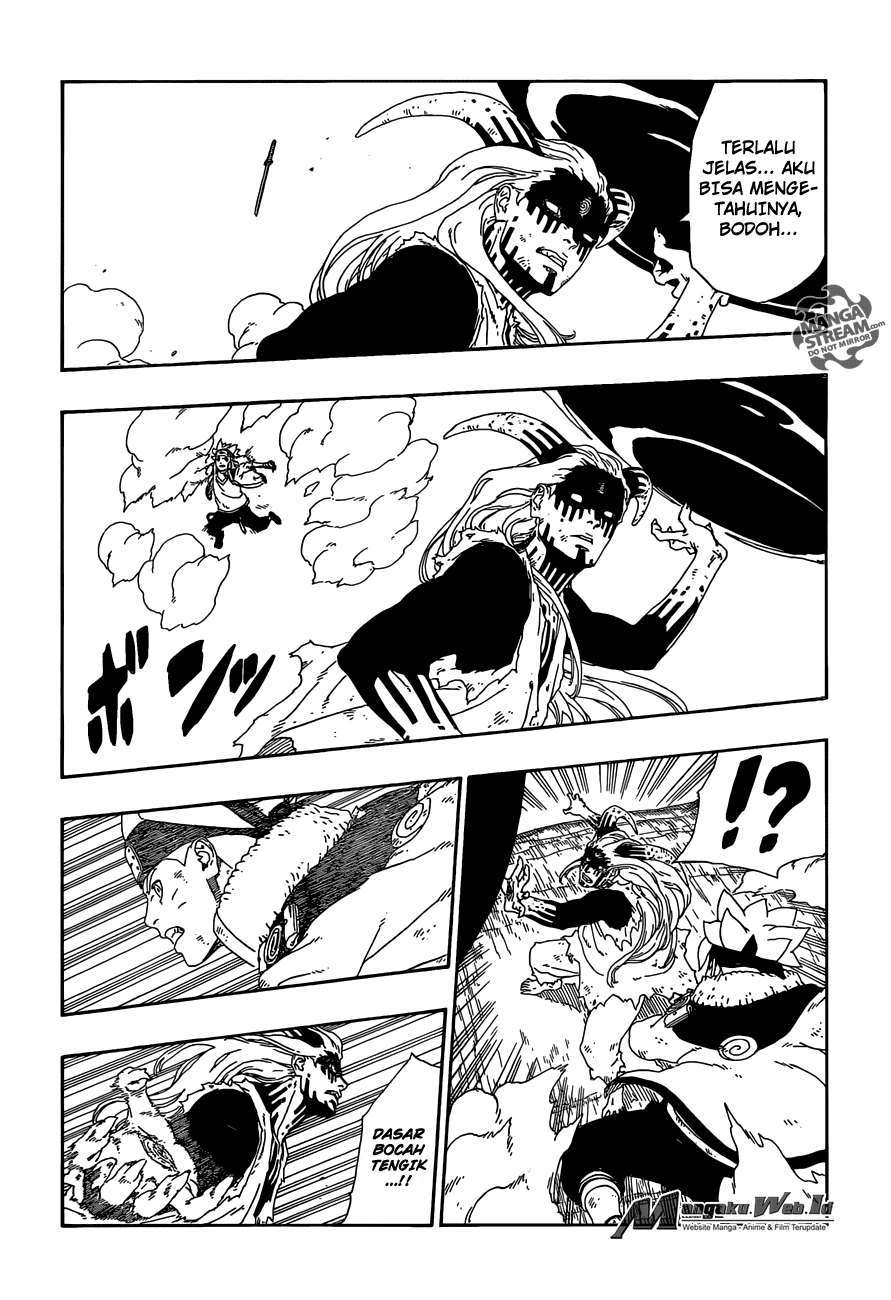 TERLALU
JELAS... AKU
BISA MENGE-
TAHUINYA,
BODOH...
MANGA
STREAM.com
DO NOT MIRROR
ボンッ
!?
DASAR
BOCAH
TENGIK
...!!
Mangaku.Web.Id
Website Manga - Anime & Film Terupdate